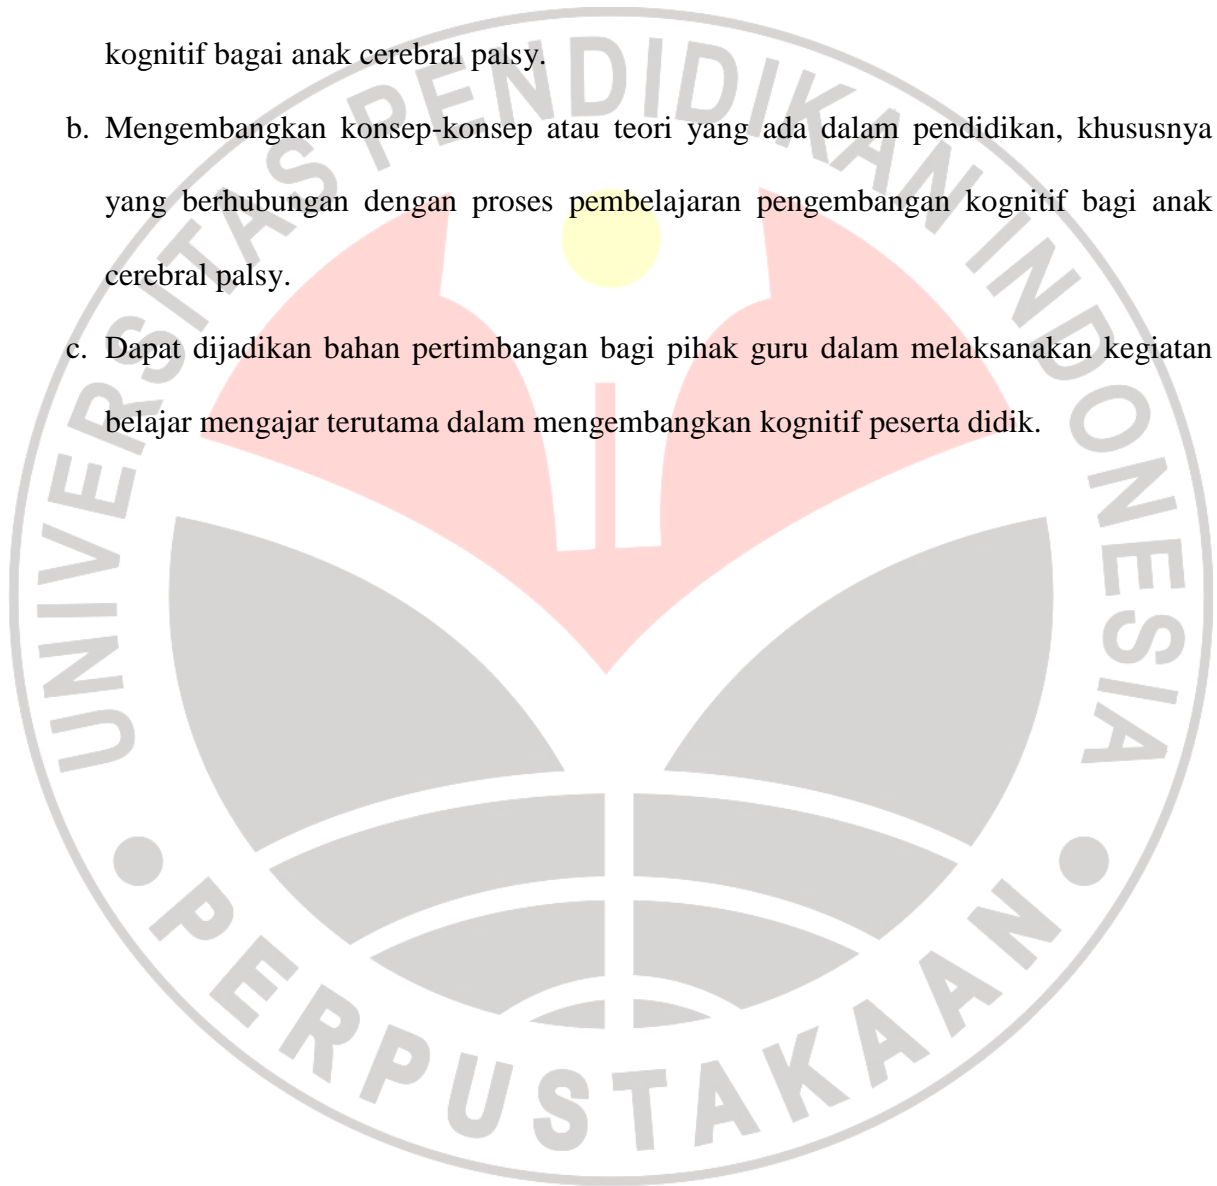 kognitif bagai anak cerebral palsy.
b. Mengembangkan konsep-konsep atau teori yang ada dalam pendidikan, khususnya
yang berhubungan dengan proses pembelajaran pengembangan kognitif bagi anak
cerebral palsy.
c. Dapat dijadikan bahan pertimbangan bagi pihak guru dalam melaksanakan kegiatan
belajar mengajar terutama dalam mengembangkan kognitif peserta didik.
UNIVERSITAS PENDIDIKAN INDONESIA
PERPUSTAKAAN